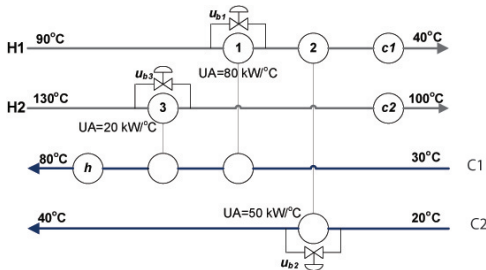 u_b1
H1 90°C 1 2 c1 40°C
UA=80 kW/°C
u_b3
H2 130°C 3 c2 100°C
UA=20 kW/°C
80°C h 30°C C1
UA=50 kW/°C
40°C 20°C C2
u_b2